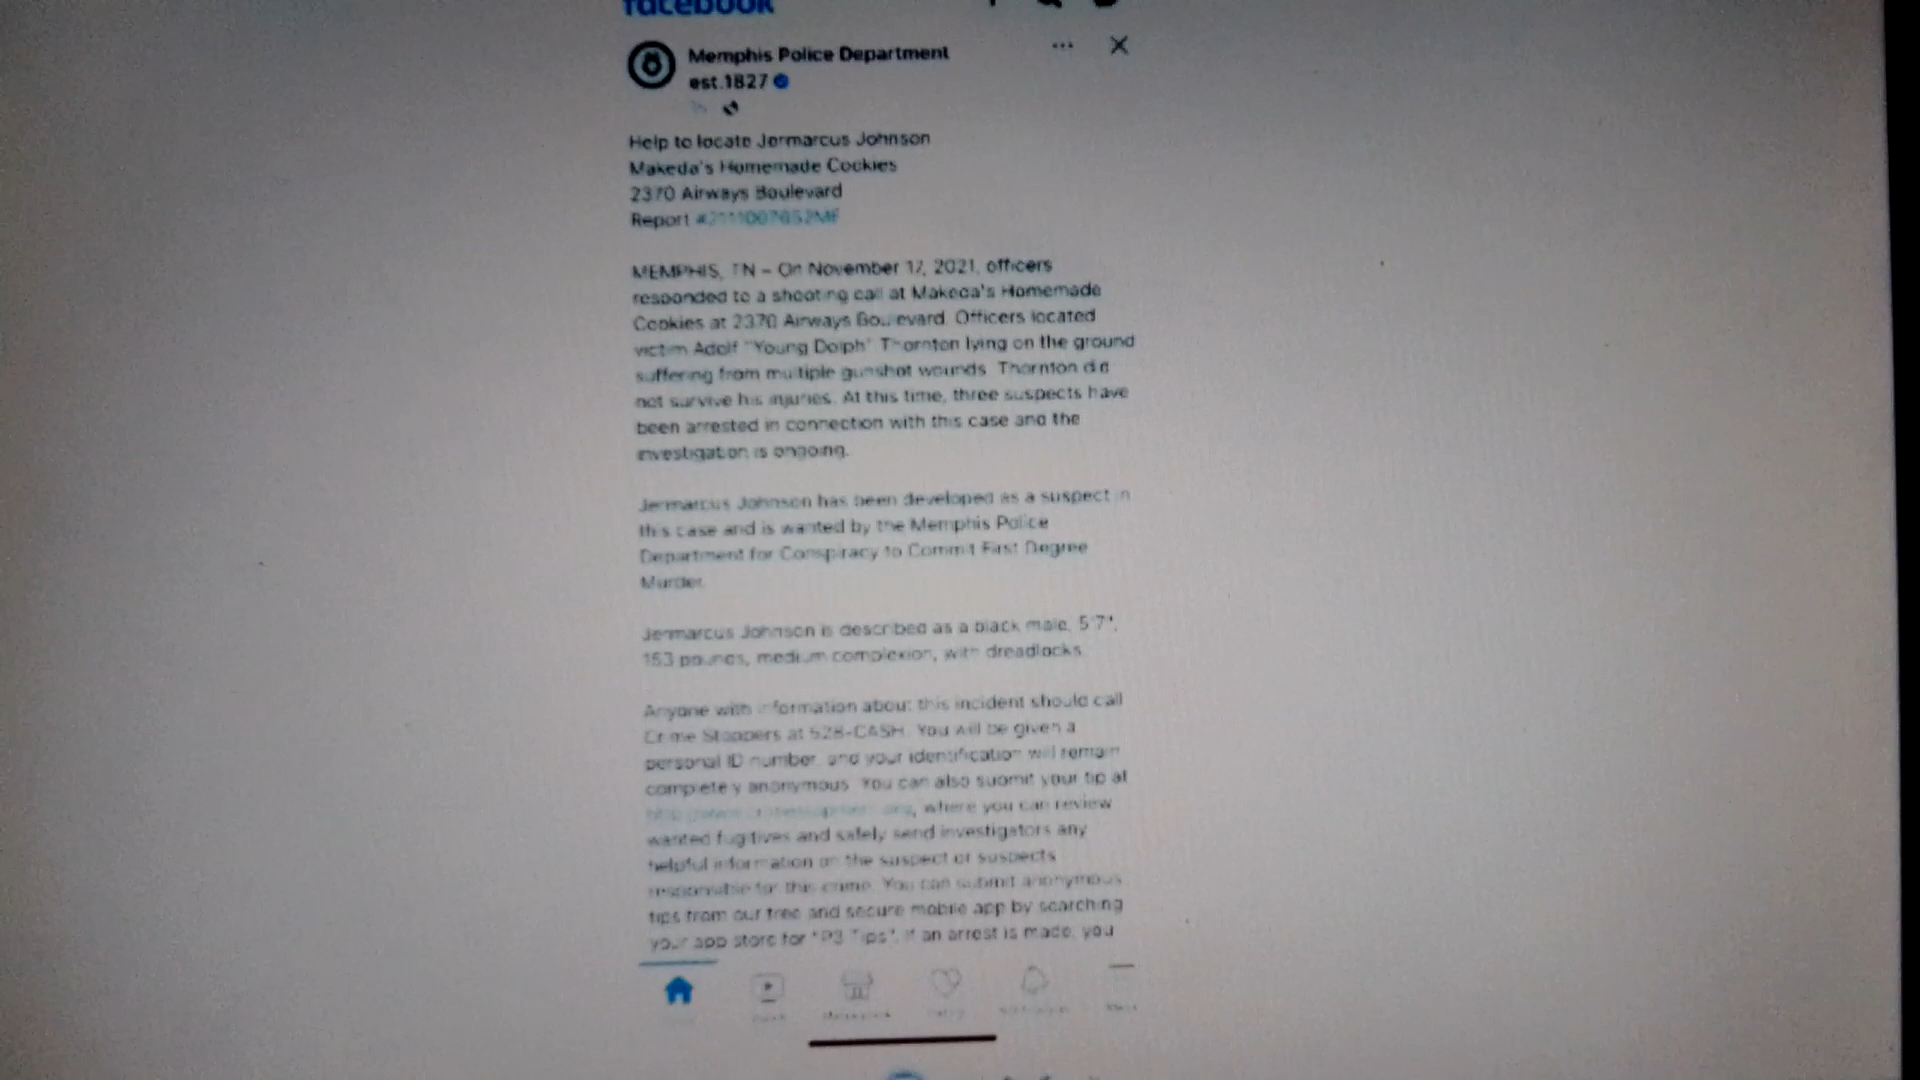 facebook
Memphis Police Department
est.1827
Help to locate Jermarcus Johnson
Makeda's Homemade Cookies
2370 Airways Boulevard
Report
MEMPHIS, TN – On November 17, 2021, officers
responded to a shooting call at Makeda's Homemade
Cookies at 2370 Airways Boulevard. Officers located
victim Adolf "Young Dolph" Thornton lying on the ground
suffering from multiple gunshot wounds. Thornton did
not survive his injuries. At this time, three suspects have
been arrested in connection with this case and the
investigation is ongoing.
Jermarcus Johnson has been developed as a suspect in
this case and is wanted by the Memphis Police
Department for Conspiracy to Commit First Degree
Murder.
Jermarcus Johnson is described as a black male, 5'7",
153 pounds, medium complexion, with dreadlocks.
Anyone with information about this incident should call
Crime Stoppers at 528-CASH. You will be given a
personal ID number, and your identification will remain
completely anonymous. You can also submit your tip at
where you can review
wanted fugitives and safely send investigators any
helpful information on the suspect or suspects
responsible for this crime. You can submit anonymous
tips from our free and secure mobile app by searching
your app store for "P3 Tips". If an arrest is made, you